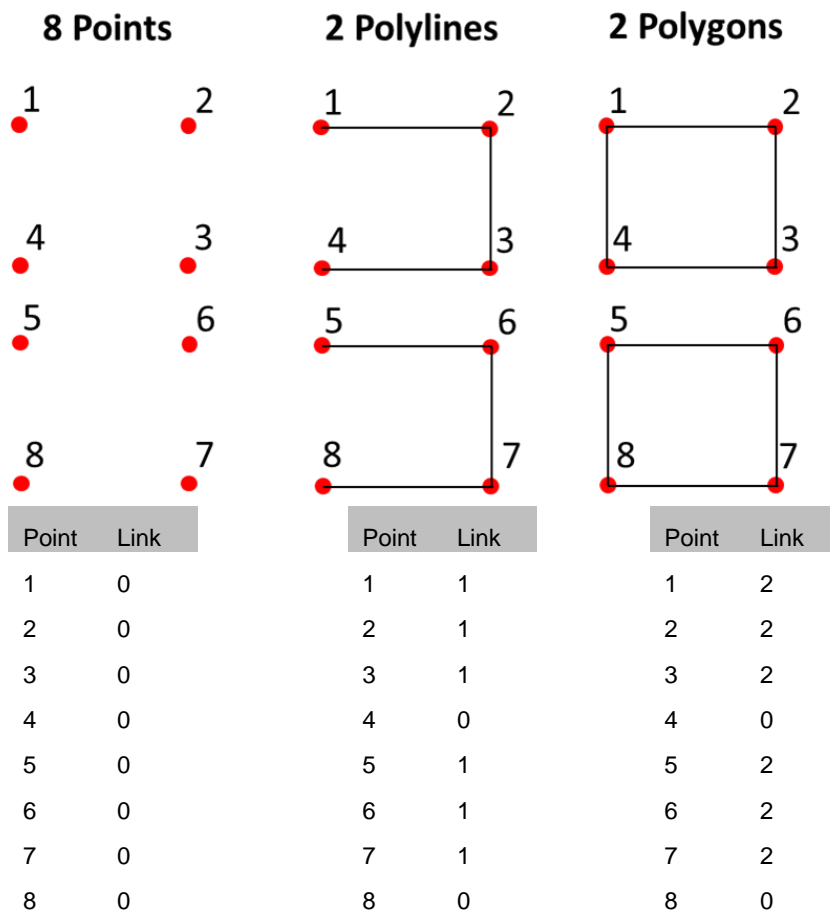 8 Points 2 Polylines 2 Polygons
1 2 1 2 1 2
4 3 4 3 4 3
5 6 5 6 5 6
8 7 8 7 8 7
Point Link Point Link Point Link
1 0 1 1 1 2
2 0 2 1 2 2
3 0 3 1 3 2
4 0 4 0 4 0
5 0 5 1 5 2
6 0 6 1 6 2
7 0 7 1 7 2
8 0 8 0 8 0